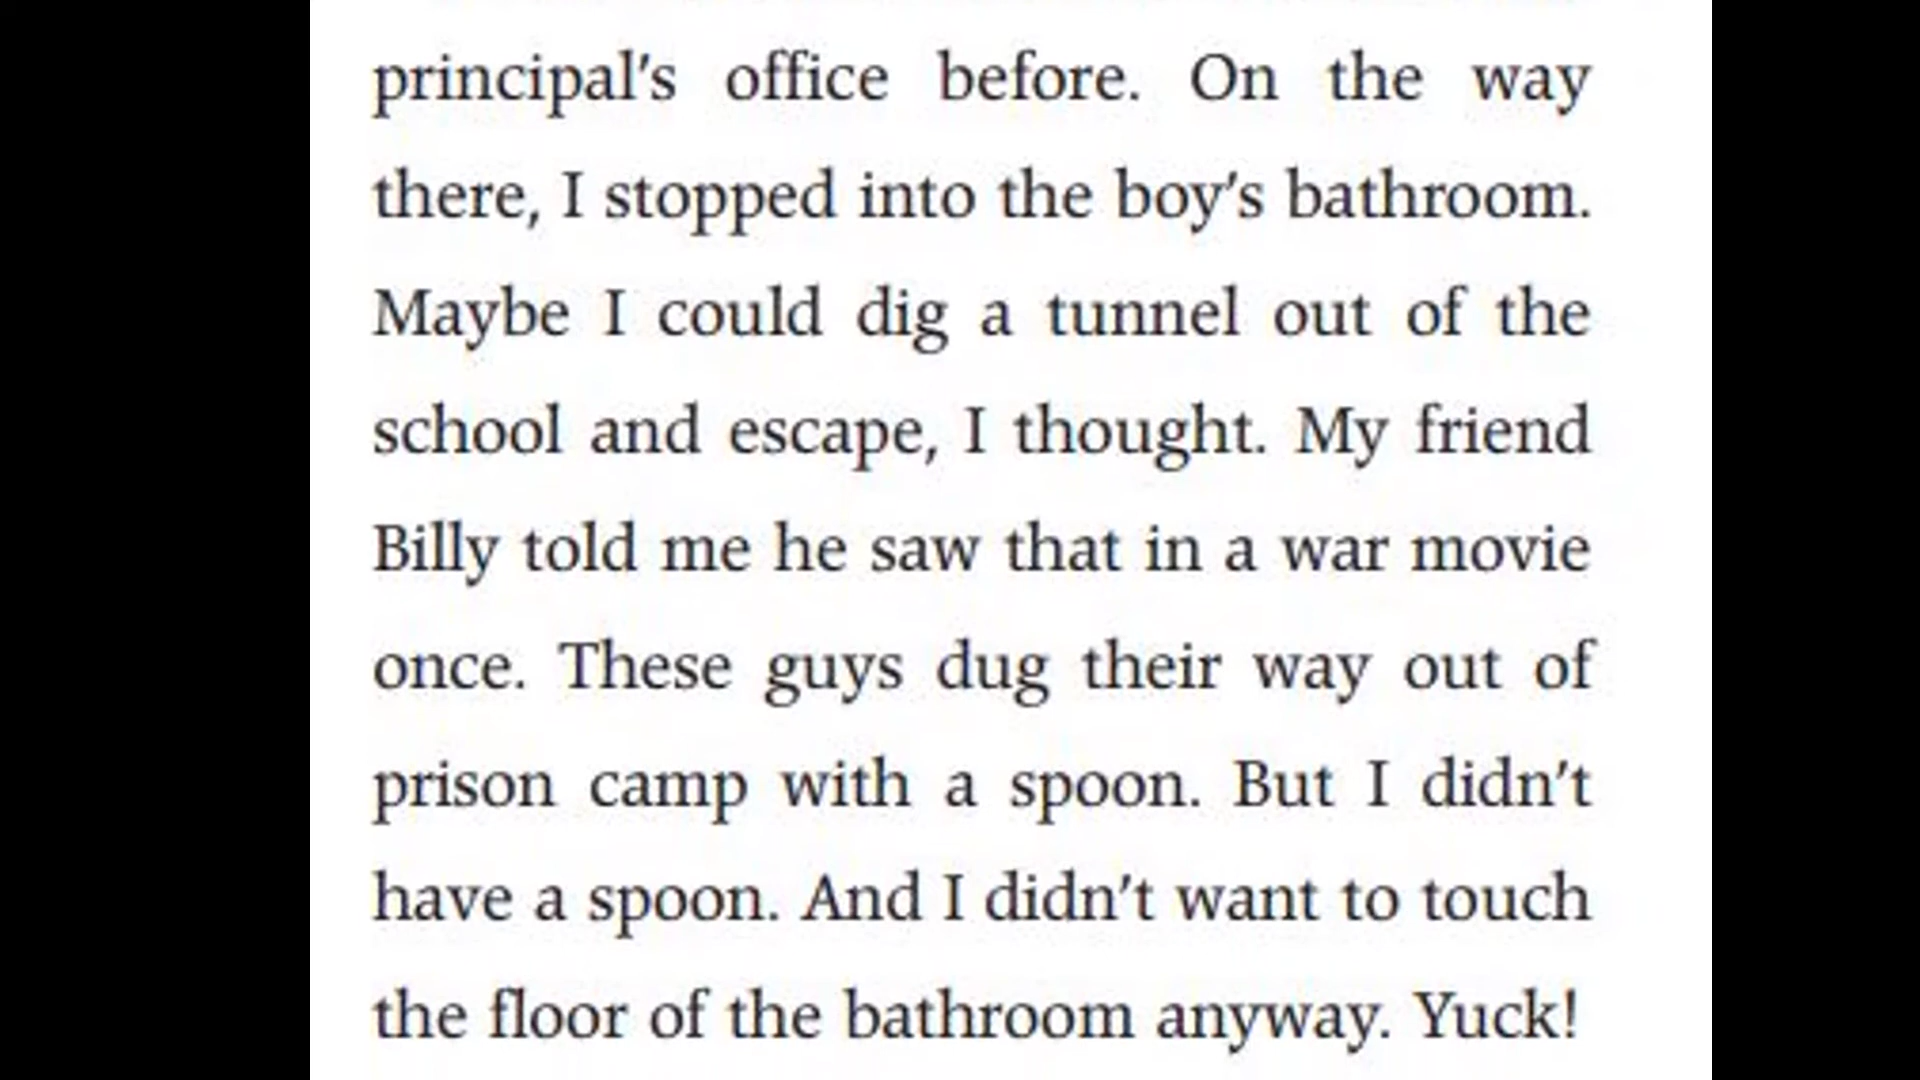 principal's office before. On the way
there, I stopped into the boy's bathroom.
Maybe I could dig a tunnel out of the
school and escape, I thought. My friend
Billy told me he saw that in a war movie
once. These guys dug their way out of
prison camp with a spoon. But I didn't
have a spoon. And I didn't want to touch
the floor of the bathroom anyway. Yuck!